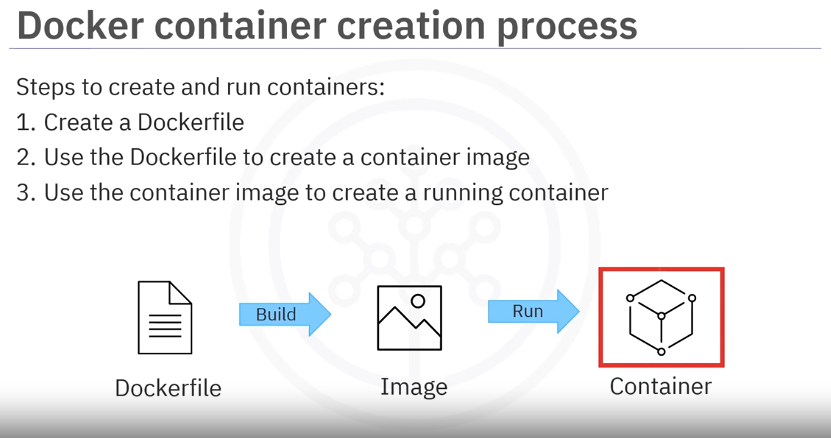 Docker container creation process
Steps to create and run containers:
1. Create a Dockerfile
2. Use the Dockerfile to create a container image
3. Use the container image to create a running container
Build
Run
Dockerfile
Image
Container